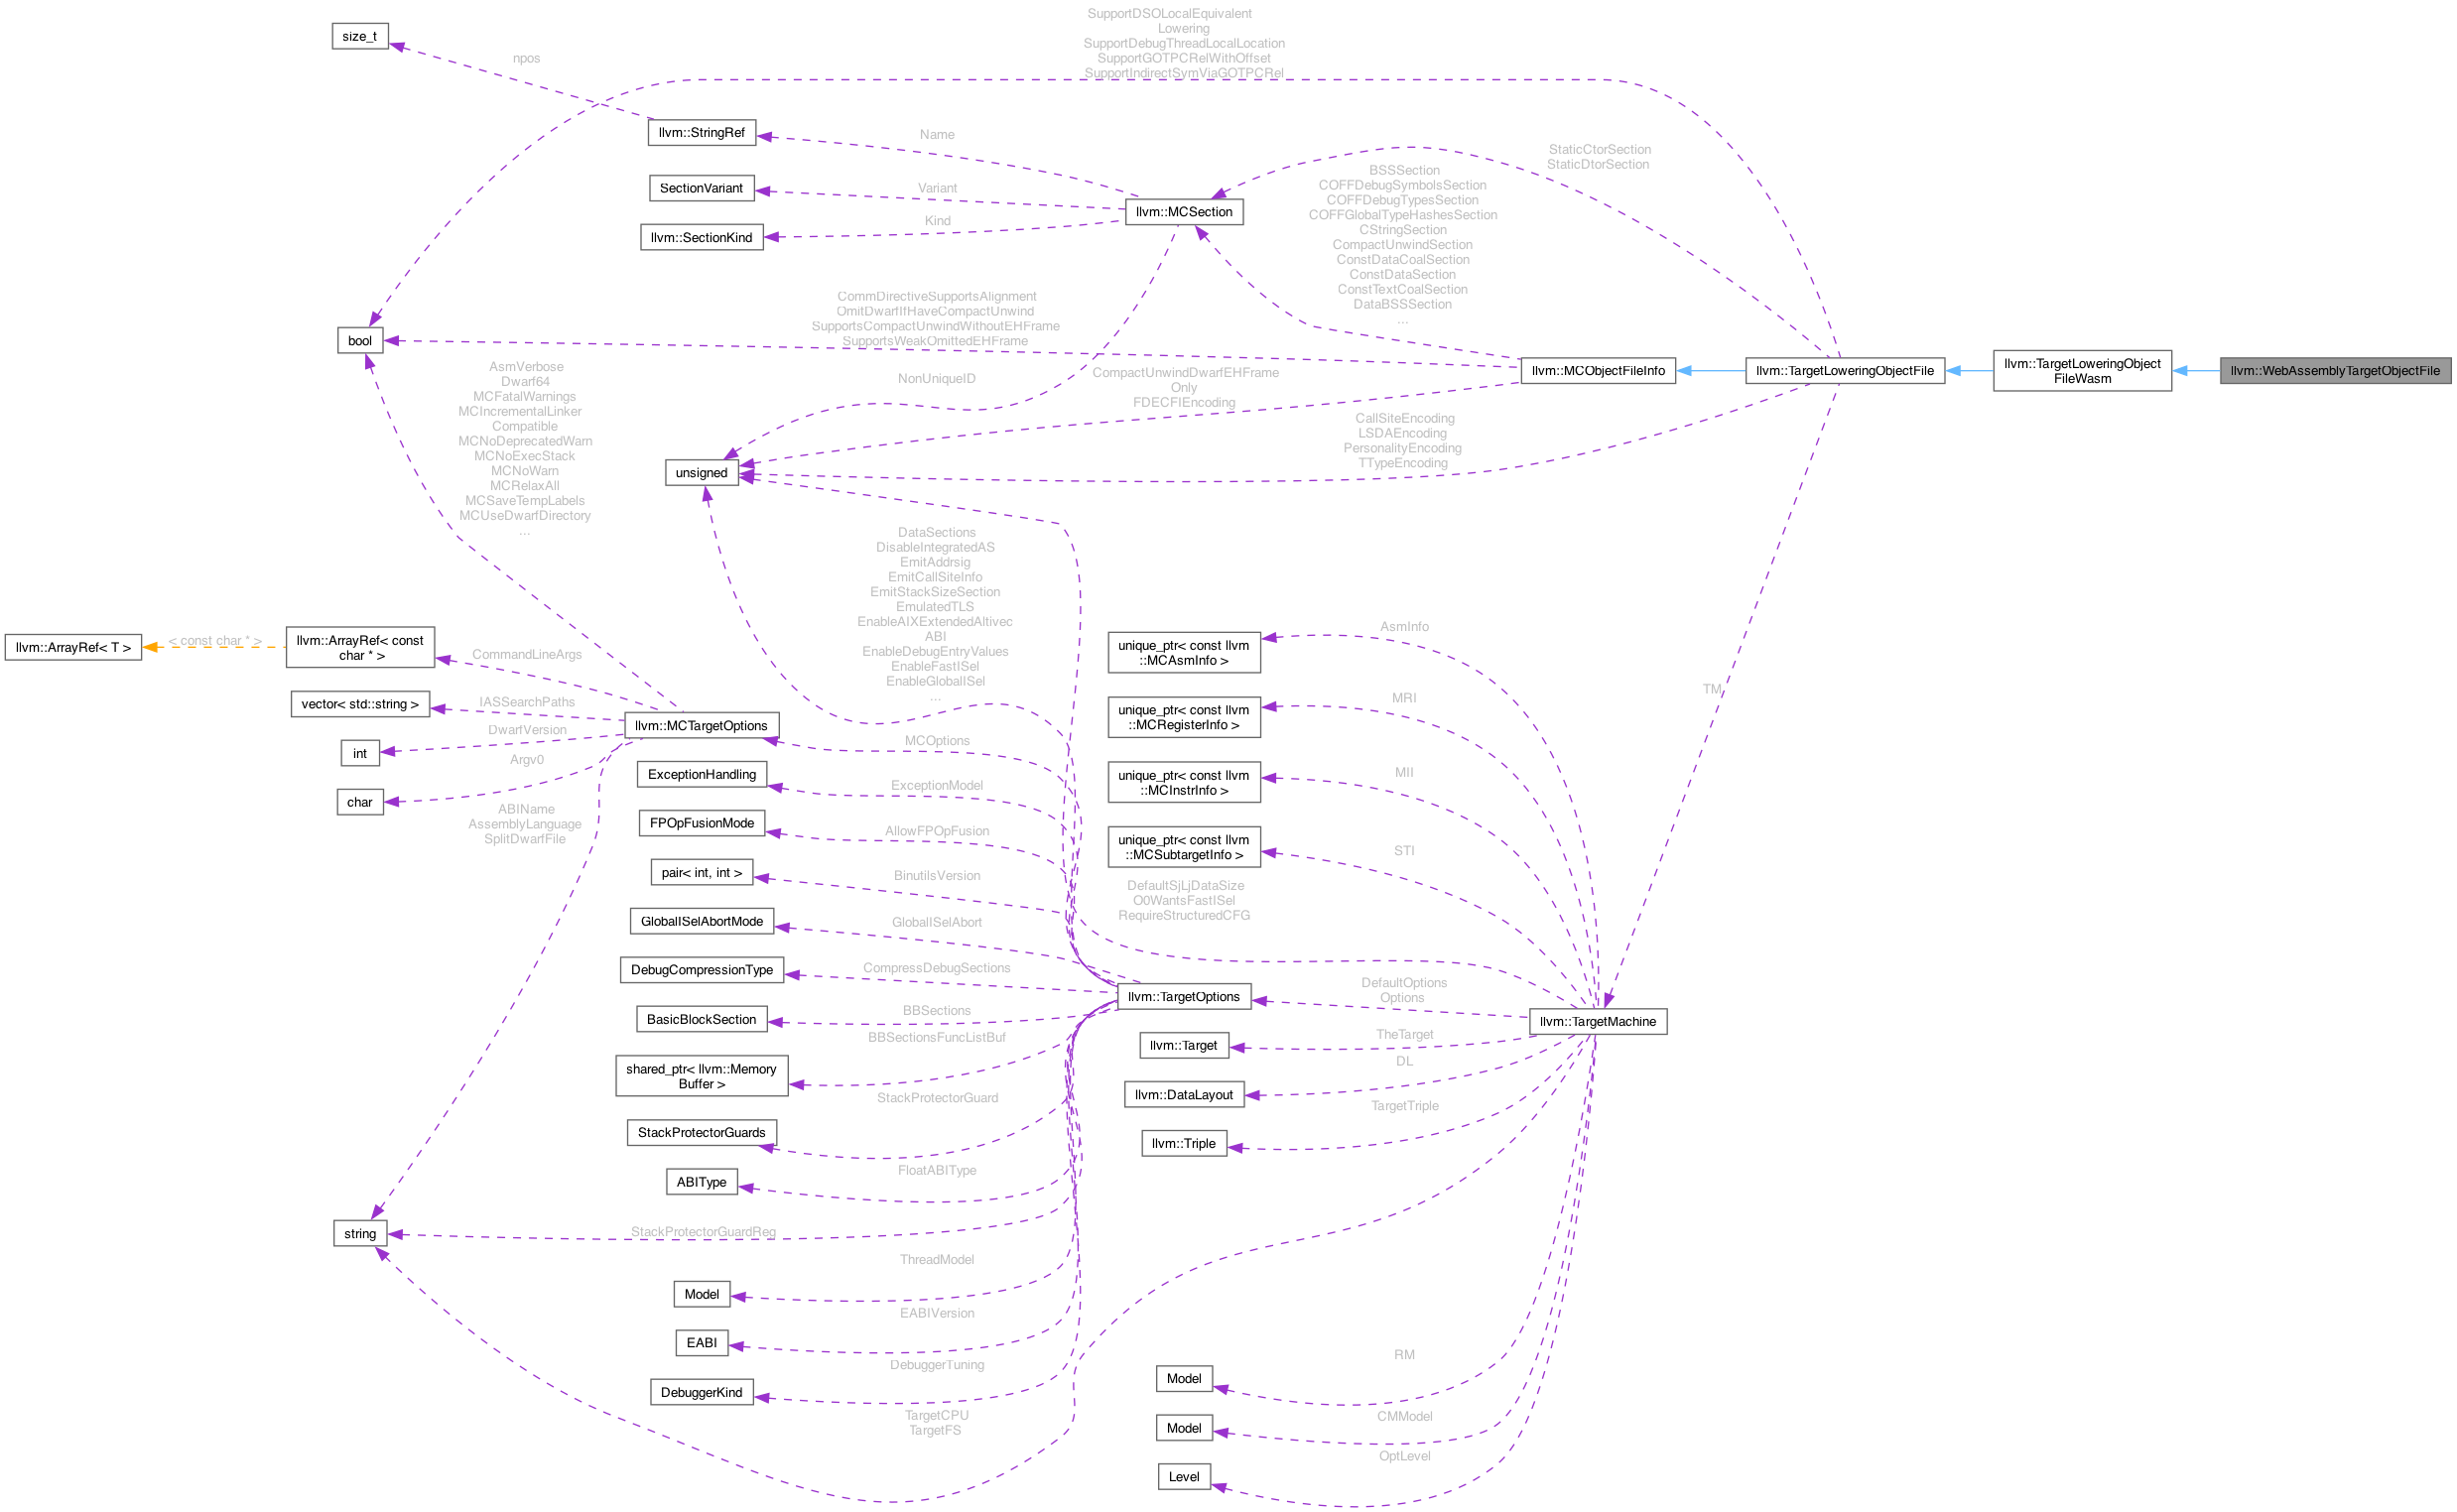 SupportDSOLocalEquivalent
Lowering
SupportDebugThreadLocalLocation
SupportGOTPCRelWithOffset
SupportIndirectSymViaGOTPCRel
size_t
npos
llvm::StringRef
Name
StaticCtorSection
StaticDtorSection
SectionVariant
Variant
llvm::SectionKind
Kind
llvm::MCSection
BSSSection
COFFDebugSymbolsSection
COFFDebugTypesSection
COFFGlobalTypeHashesSection
CStringSection
CompactUnwindSection
ConstDataCoalSection
ConstDataSection
ConstTextCoalSection
DataBSSSection
...
CommDirectiveSupportsAlignment
OmitDwarfIfHaveCompactUnwind
SupportsCompactUnwindWithoutEHFrame
SupportsWeakOmittedEHFrame
bool
NonUniqueID
CompactUnwindDwarfEHFrame
Only
FDECFIEncoding
llvm::MCObjectFileInfo
llvm::TargetLoweringObjectFile
llvm::TargetLoweringObject
FileWasm
llvm::WebAssemblyTargetObjectFile
AsmVerbose
Dwarf64
MCFatalWarnings
MCIncrementalLinker
Compatible
MCNoDeprecatedWarn
MCNoExecStack
MCNoWarn
MCRelaxAll
MCSaveTempLabels
MCUseDwarfDirectory
...
CallSiteEncoding
LSDAEncoding
PersonalityEncoding
TTypeEncoding
unsigned
DataSections
DisableIntegratedAS
EmitAddrsig
EmitCallSiteInfo
EmitStackSizeSection
EmulatedTLS
EnableAIXExtendedAltivec
ABI
EnableDebugEntryValues
EnableFastISel
EnableGlobalISel
...
llvm::ArrayRef< T >
< const char * >
llvm::ArrayRef< const
char * >
CommandLineArgs
vector< std::string >
IASSearchPaths
int
DwarfVersion
char
Argv0
ABIName
AssemblyLanguage
SplitDwarfFile
llvm::MCTargetOptions
MCOptions
unique_ptr< const llvm
::MCAsmInfo >
AsmInfo
unique_ptr< const llvm
::MCRegisterInfo >
MRI
unique_ptr< const llvm
::MCInstrInfo >
MII
unique_ptr< const llvm
::MCSubtargetInfo >
STI
TM
ExceptionHandling
ExceptionModel
FPOpFusionMode
AllowFPOpFusion
pair< int, int >
BinutilsVersion
DefaultSjLjDataSize
O0WantsFastISel
RequireStructuredCFG
GlobalISelAbortMode
GlobalISelAbort
DebugCompressionType
CompressDebugSections
llvm::TargetOptions
DefaultOptions
Options
llvm::TargetMachine
BasicBlockSection
BBSections
BBSectionsFuncListBuf
llvm::Target
TheTarget
shared_ptr< llvm::Memory
Buffer >
llvm::DataLayout
DL
StackProtectorGuard
StackProtectorGuards
llvm::Triple
TargetTriple
ABIType
FloatABIType
string
StackProtectorGuardReg
ThreadModel
Model
EABIVersion
EABI
DebuggerTuning
DebuggerKind
TargetCPU
TargetFS
Model
RM
Model
CMModel
Level
OptLevel